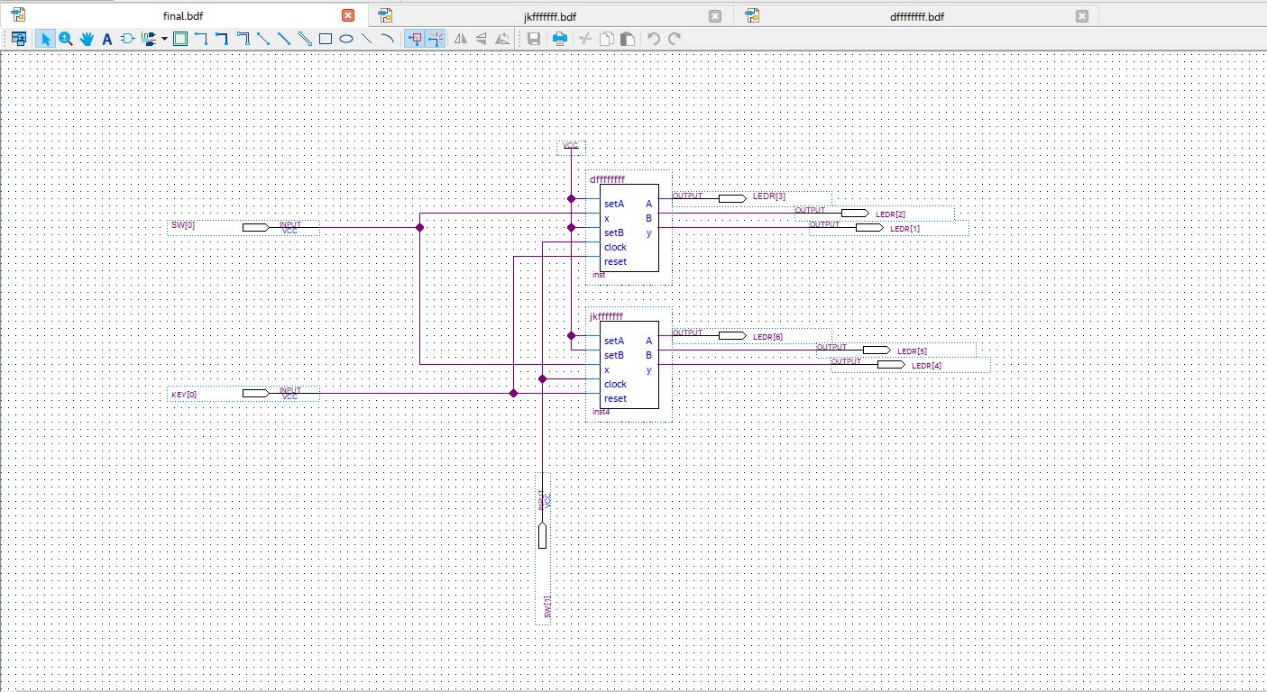 final.bdf
jkfffffff.bdf
dffffffff.bdf
VCC
dffffffff
setA A
x B
setB y
clock
reset
inst
OUTPUT LEDR[3]
OUTPUT LEDR[2]
OUTPUT LEDR[1]
SW[0] INPUT
VCC
jkfffffff
setA A
setB B
x y
clock
reset
inst4
OUTPUT LEDR[6]
OUTPUT LEDR[5]
OUTPUT LEDR[4]
KEY[0] INPUT
VCC
INPUT
VCC
SW[1]